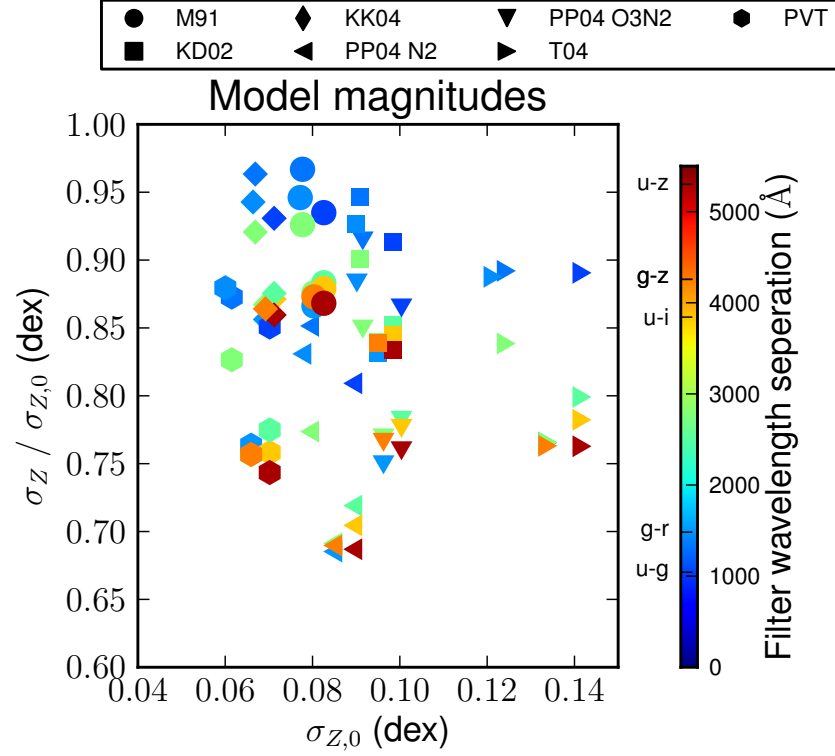 M91 KK04 PP04 O3N2 PVT
KD02 PP04 N2 T04
Model magnitudes
1.00
0.95
0.90
0.85
0.80
0.75
0.70
0.65
0.60
σZ / σZ,0 (dex)
0.04 0.06 0.08 0.10 0.12 0.14
σZ,0 (dex)
u-z
g-z
u-i
g-r
u-g
5000
4000
3000
2000
1000
0
Filter wavelength seperation (Å)